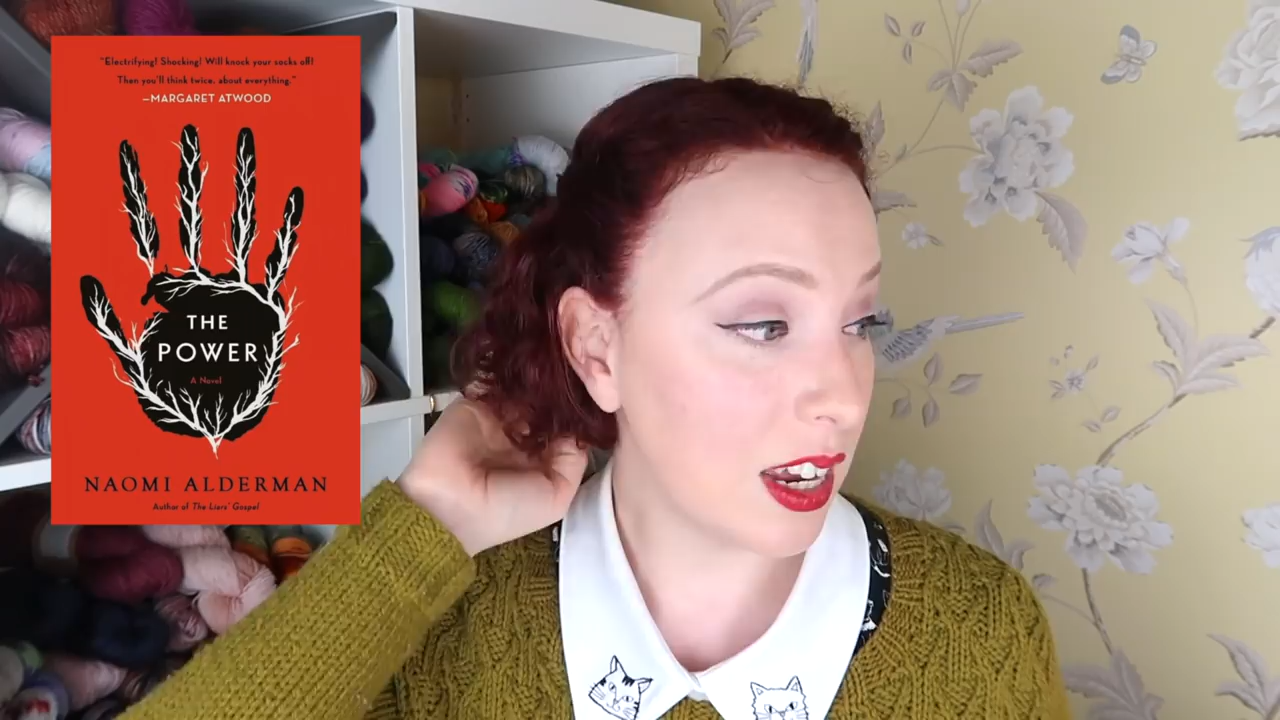 "Electrifying! Shocking! Will knock your socks off!
Then you'll think twice, about everything."
—MARGARET ATWOOD
THE
POWER
A Novel
NAOMI ALDERMAN
Author of The Liars' Gospel